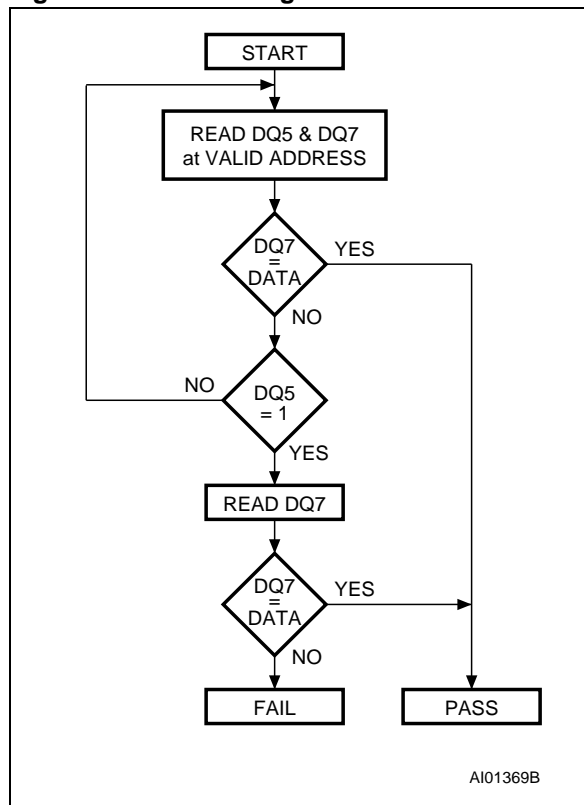 START
READ DQ5 & DQ7
at VALID ADDRESS
DQ7
=
DATA
YES
NO
NO
DQ5
= 1
YES
READ DQ7
DQ7
=
DATA
YES
NO
FAIL
PASS
AI01369B